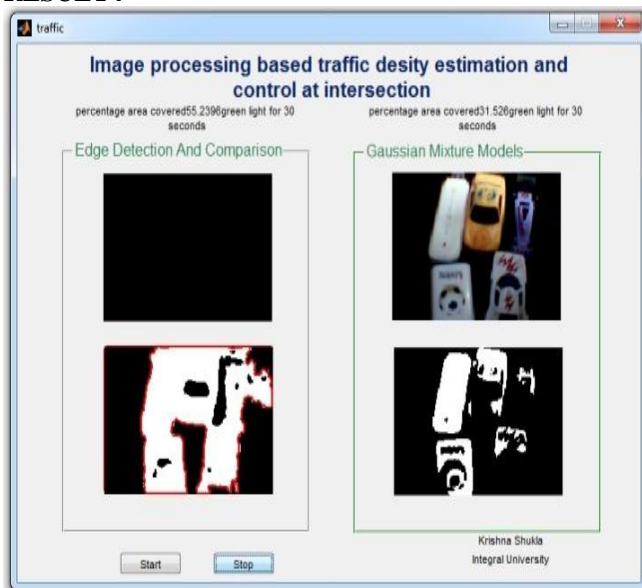 traffic
Image processing based traffic desity estimation and
control at intersection
percentage area covered55.2396green light for 30
seconds
percentage area covered31.526green light for 30
seconds
Edge Detection And Comparison
Gaussian Mixture Models
Krishna Shukla
Integral University
Start
Stop